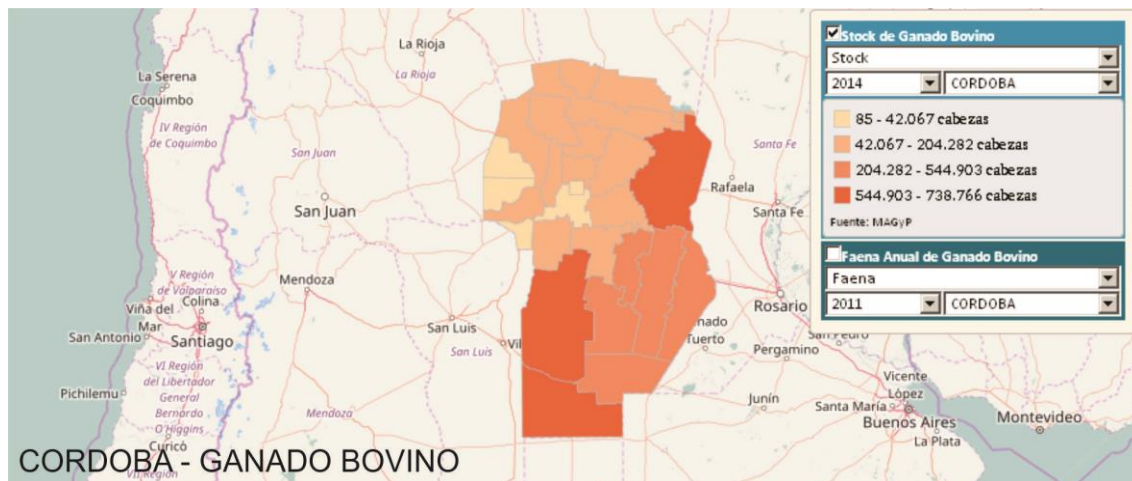 La Rioja
La Rioja
La Serena
Coquimbo
IV Región
de Coquimbo
San Juan
San Juan
Santa Fe
Rafaela
Santa Fe
V Región
de Valparaíso
Mendoza
Colina
Viña del
Mar
San Antonio
Santiago
San Luis
San Luis
Rosario
Tuerto
Pergamino
VI Región
del Libertador
General
Bernardo
O'Higgins
Pichilemu
Mendoza
Curicó
VII Región
Junín
Vicente
López
Santa María
Buenos Aires
La Plata
Montevideo
Stock de Ganado Bovino
Stock
2014 CORDOBA
85 - 42.067 cabezas
42.067 - 204.282 cabezas
204.282 - 544.903 cabezas
544.903 - 738.766 cabezas
Fuente: MAGyP
Faena Anual de Ganado Bovino
Faena
2011 CORDOBA
CORDOBA - GANADO BOVINO